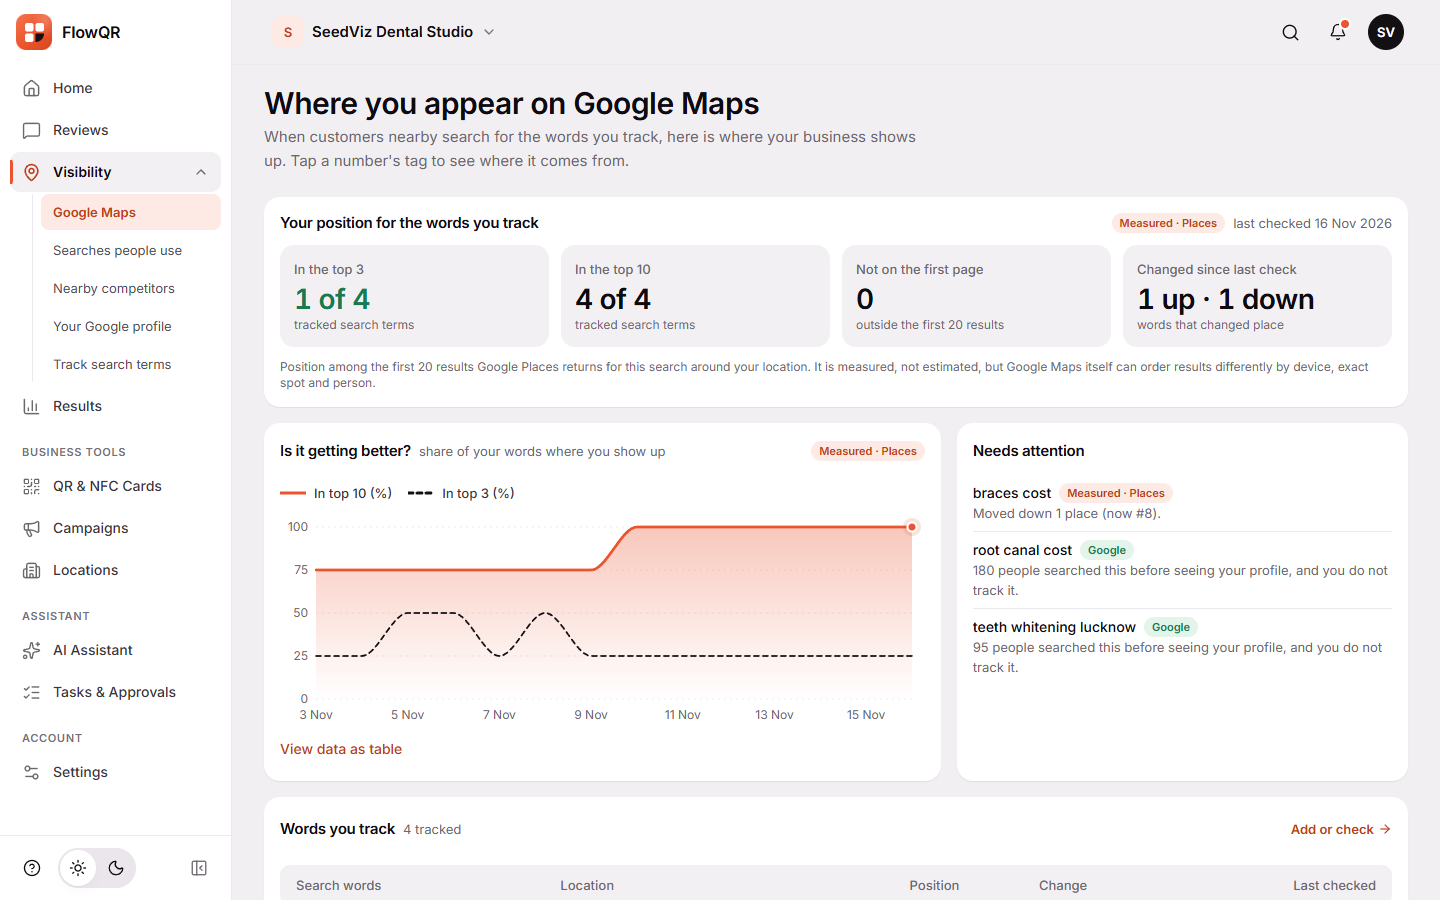 FlowQR
Home
Reviews
Visibility
Google Maps
Searches people use
Nearby competitors
Your Google profile
Track search terms
Results
BUSINESS TOOLS
QR & NFC Cards
Campaigns
Locations
ASSISTANT
AI Assistant
Tasks & Approvals
ACCOUNT
Settings
S SeedViz Dental Studio
SV
Where you appear on Google Maps
When customers nearby search for the words you track, here is where your business shows
up. Tap a number's tag to see where it comes from.
Your position for the words you track
Measured · Places last checked 16 Nov 2026
In the top 3
1 of 4
tracked search terms
In the top 10
4 of 4
tracked search terms
Not on the first page
0
outside the first 20 results
Changed since last check
1 up · 1 down
words that changed place
Position among the first 20 results Google Places returns for this search around your location. It is measured, not estimated, but Google Maps itself can order results differently by device, exact
spot and person.
Is it getting better? share of your words where you show up Measured · Places
In top 10 (%) In top 3 (%)
100
75
50
25
0
3 Nov 5 Nov 7 Nov 9 Nov 11 Nov 13 Nov 15 Nov
View data as table
Needs attention
braces cost Measured · Places
Moved down 1 place (now #8).
root canal cost Google
180 people searched this before seeing your profile, and you do not
track it.
teeth whitening lucknow Google
95 people searched this before seeing your profile, and you do not
track it.
Words you track 4 tracked
Add or check →
Search words Location Position Change Last checked